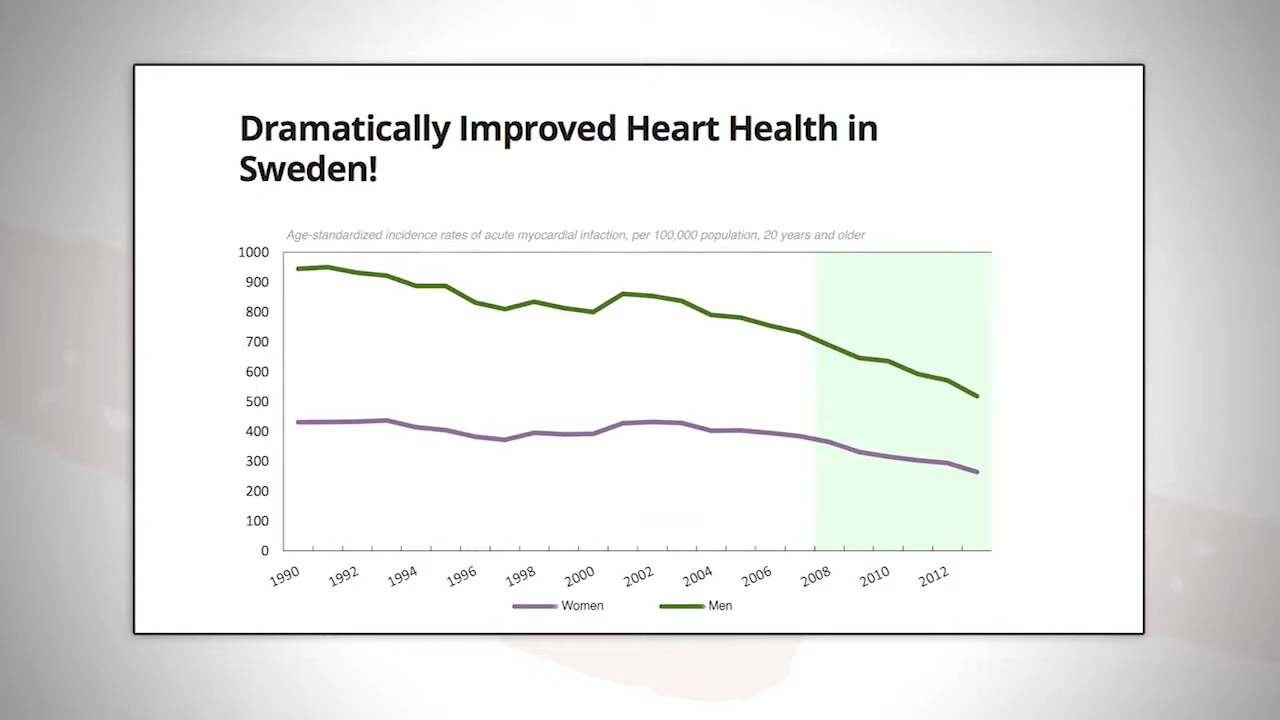 Dramatically Improved Heart Health in
Sweden!
Age-standardized incidence rates of acute myocardial infaction, per 100,000 population, 20 years and older
1000
900
800
700
600
500
400
300
200
100
0
1990 1992 1994 1996 1998 2000 2002 2004 2006 2008 2010 2012
Women Men